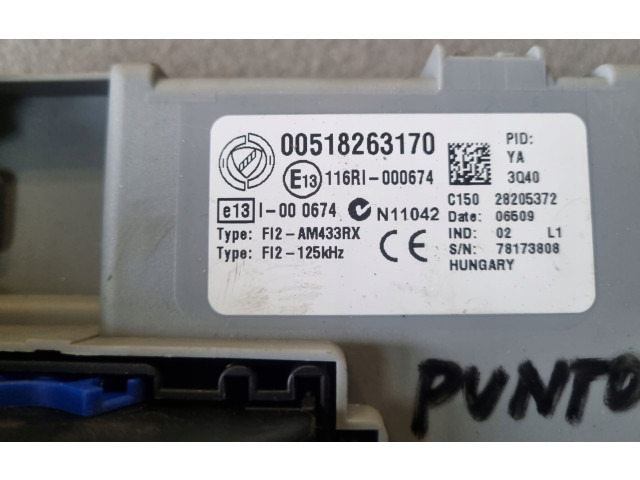 00518263170
E13 116RI-000674
e13 I-00 0674 N11042
Type: FI2-AM433RX
Type: FI2-125kHz
CE
PID:
YA
3Q40
C150 28205372
Date: 06509
IND: 02 L1
S/N: 78173808
HUNGARY
PUNTO